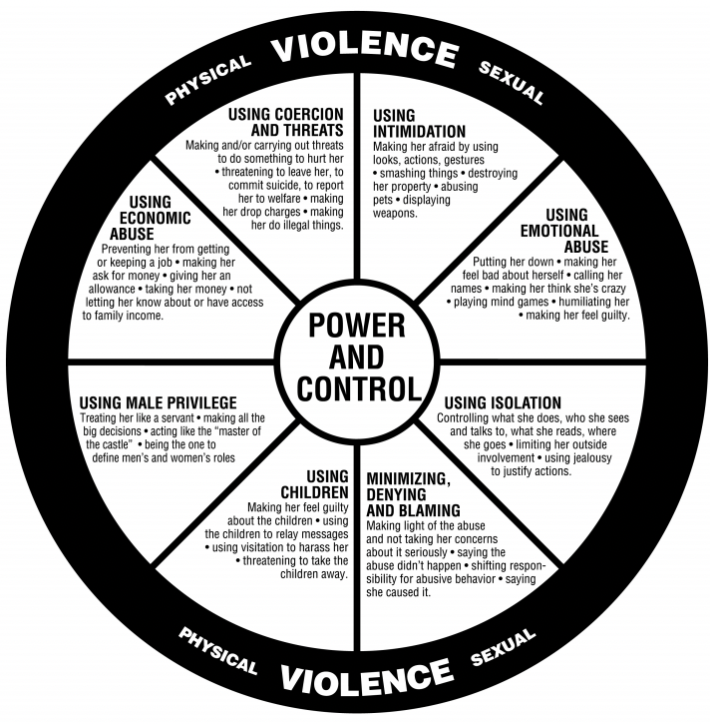 PHYSICAL VIOLENCE SEXUAL
USING COERCION
AND THREATS
Making and/or carrying out threats
to do something to hurt her
• threatening to leave her, to
commit suicide, to report
her to welfare • making
her drop charges • making
her do illegal things.
USING
INTIMIDATION
Making her afraid by using
looks, actions, gestures
• smashing things • destroying
her property • abusing
pets • displaying
weapons.
USING
ECONOMIC
ABUSE
Preventing her from getting
or keeping a job • making her
ask for money • giving her an
allowance • taking her money • not
letting her know about or have access
to family income.
USING
EMOTIONAL
ABUSE
Putting her down • making her
feel bad about herself • calling her
names • making her think she's crazy
• playing mind games • humiliating her
• making her feel guilty.
POWER
AND
CONTROL
USING MALE PRIVILEGE
Treating her like a servant • making all the
big decisions • acting like the “master of
the castle” • being the one to
define men's and women's roles
USING ISOLATION
Controlling what she does, who she sees
and talks to, what she reads, where
she goes • limiting her outside
involvement • using jealousy
to justify actions.
USING
CHILDREN
Making her feel guilty
about the children • using
the children to relay messages
• using visitation to harass her
• threatening to take the
children away.
MINIMIZING,
DENYING
AND BLAMING
Making light of the abuse
and not taking her concerns
about it seriously • saying the
abuse didn't happen • shifting respon-
sibility for abusive behavior • saying
she caused it.
PHYSICAL VIOLENCE SEXUAL